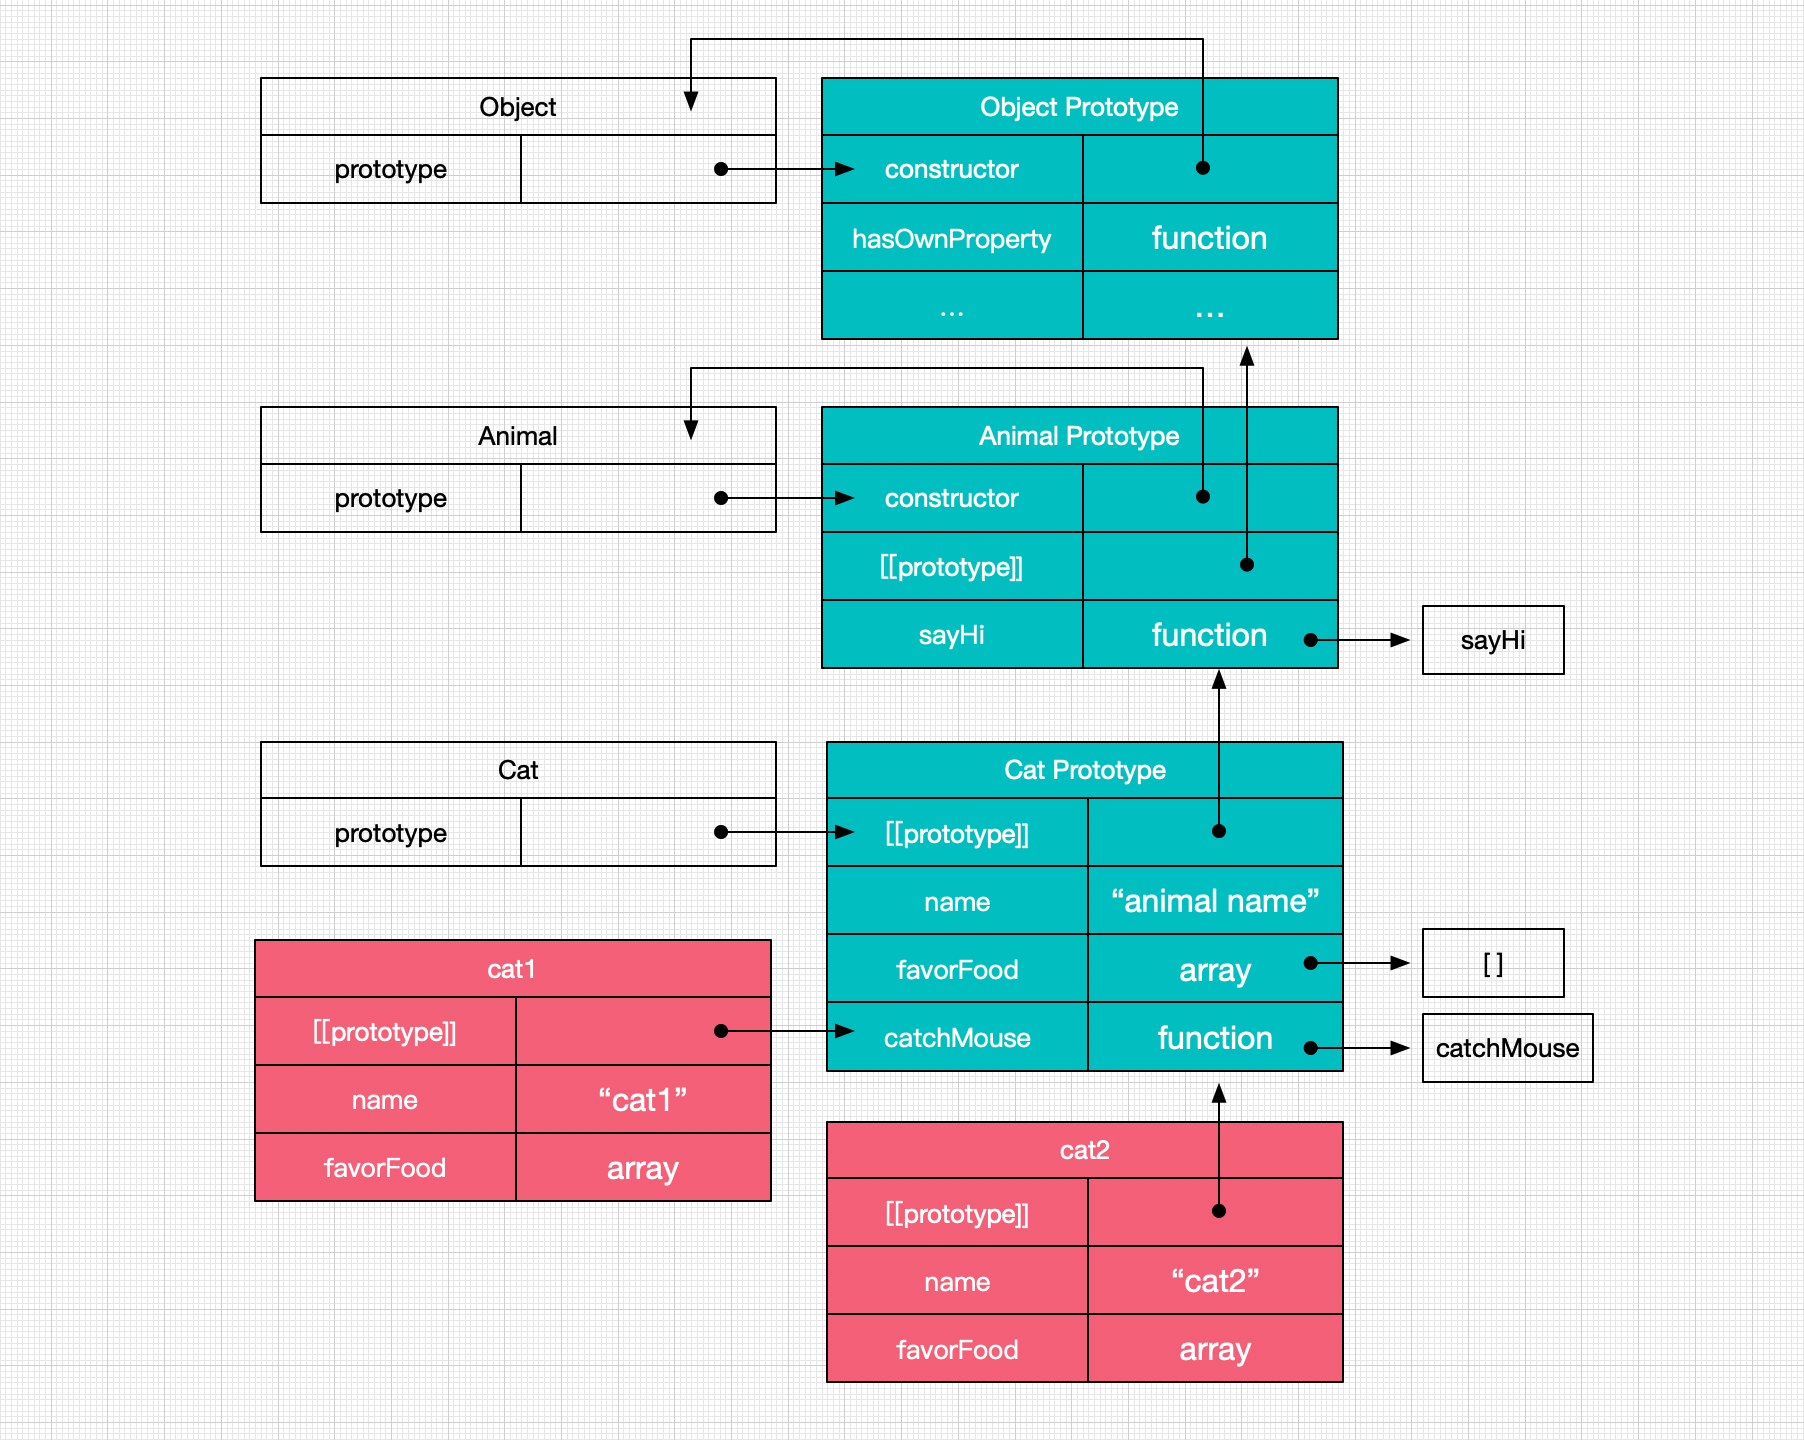 Object
prototype
Object Prototype
constructor
hasOwnProperty function
... ...
Animal
prototype
Animal Prototype
constructor
[[prototype]]
sayHi function
sayHi
Cat
prototype
Cat Prototype
[[prototype]]
name “animal name”
favorFood array
catchMouse function
[ ]
catchMouse
cat1
[[prototype]]
name “cat1”
favorFood array
cat2
[[prototype]]
name “cat2”
favorFood array